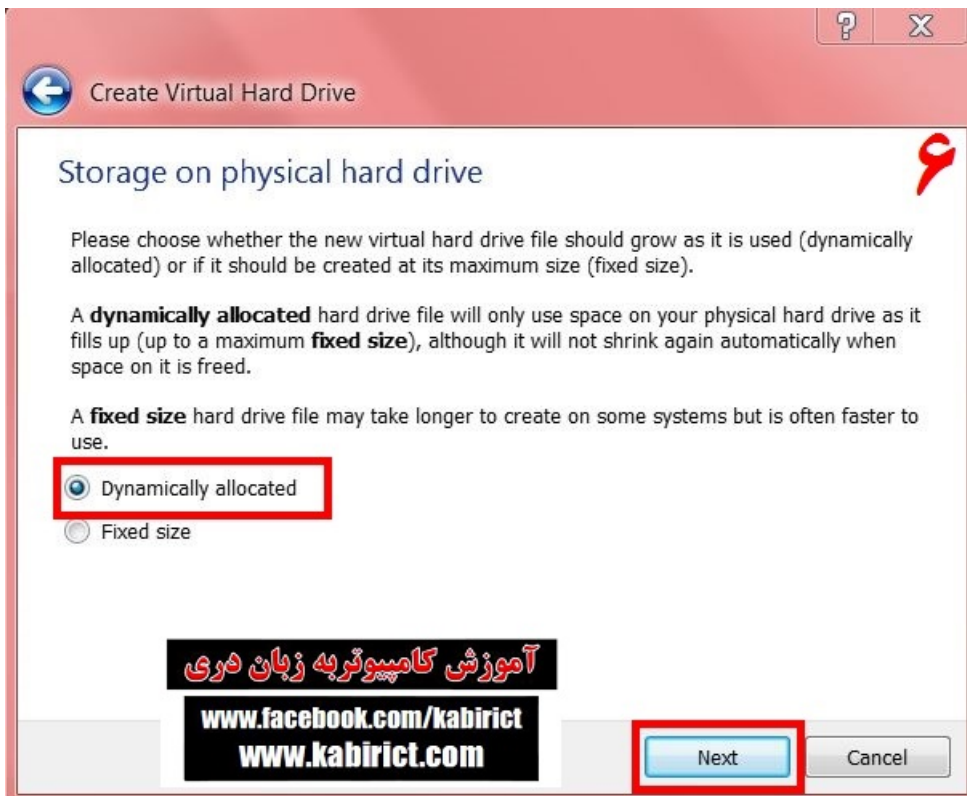 Create Virtual Hard Drive
۶
Storage on physical hard drive
Please choose whether the new virtual hard drive file should grow as it is used (dynamically
allocated) or if it should be created at its maximum size (fixed size).
A dynamically allocated hard drive file will only use space on your physical hard drive as it
fills up (up to a maximum fixed size), although it will not shrink again automatically when
space on it is freed.
A fixed size hard drive file may take longer to create on some systems but is often faster to
use.
Dynamically allocated
Fixed size
آموزش کامپیوتربه زبان دری
www.facebook.com/kabirict
www.kabirict.com
Next
Cancel